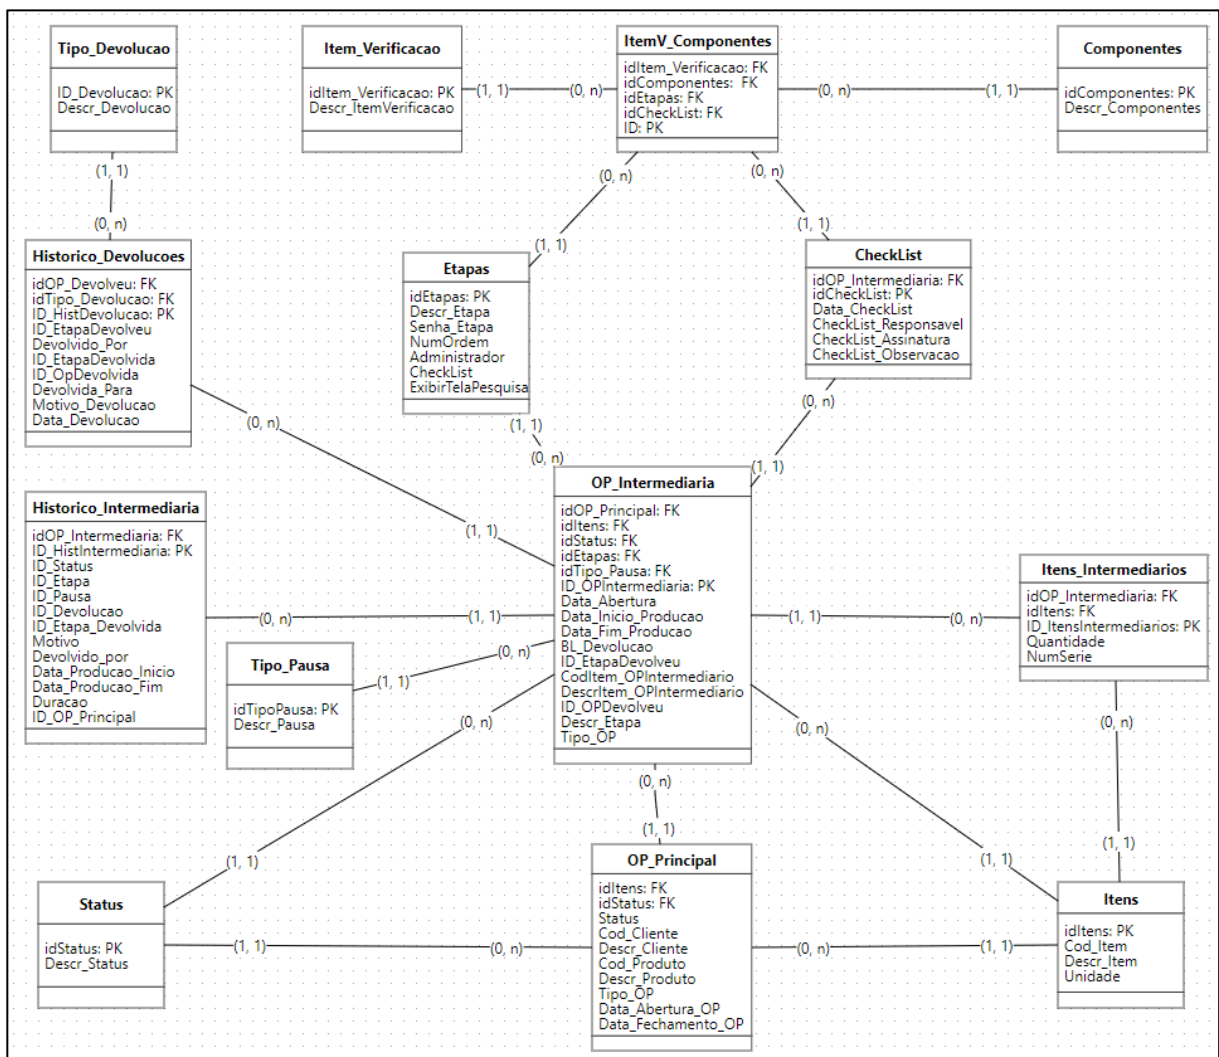 Tipo_Devolucao
ID_Devolucao: PK
Descr_Devolucao
Item_Verificacao
idItem_Verificacao: PK
Descr_ItemVerificacao
(1, 1)
(0, n)
ItemV_Componentes
idItem_Verificacao: FK
idComponentes:  FK
idEtapas: FK
idCheckList: FK
ID: PK
(0, n)
(1, 1)
Componentes
idComponentes: PK
Descr_Componentes
(1, 1)
(0, n)
(0, n)
(1, 1)
(0, n)
(1, 1)
Historico_Devolucoes
idOP_Devolveu: FK
idTipo_Devolucao: FK
ID_HistDevolucao: PK
ID_EtapaDevolveu
Devolvido_Por
ID_EtapaDevolvida
ID_OpDevolvida
Devolvida_Para
Motivo_Devolucao
Data_Devolucao
Etapas
idEtapas: PK
Descr_Etapa
Senha_Etapa
NumOrdem
Administrador
CheckList
ExibirTelaPesquisa
CheckList
idOP_Intermediaria: FK
idCheckList: PK
Data_CheckList
CheckList_Responsavel
CheckList_Assinatura
CheckList_Observacao
(0, n)
(1, 1)
(1, 1)
(0, n)
(0, n)
(1, 1)
Historico_Intermediaria
idOP_Intermediaria: FK
ID_HistIntermediaria: PK
ID_Status
ID_Etapa
ID_Pausa
ID_Devolucao
ID_Etapa_Devolvida
Motivo
Devolvido_por
Data_Producao_Inicio
Data_Producao_Fim
Duracao
ID_OP_Principal
(0, n)
(1, 1)
OP_Intermediaria
idOP_Principal: FK
idItens: FK
idStatus: FK
idEtapas: FK
idTipo_Pausa: FK
ID_OPIntermediaria: PK
Data_Abertura
Data_Inicio_Producao
Data_Fim_Producao
BL_Devolucao
ID_EtapaDevolveu
CodItem_OPIntermediario
DescrItem_OPIntermediario
ID_OPDevolveu
Descr_Etapa
Tipo_OP
(1, 1)
(0, n)
Itens_Intermediarios
idOP_Intermediaria: FK
idItens: FK
ID_ItensIntermediarios: PK
Quantidade
NumSerie
Tipo_Pausa
idTipoPausa: PK
Descr_Pausa
(1, 1)
(0, n)
(0, n)
(1, 1)
(0, n)
(1, 1)
(0, n)
(1, 1)
(0, n)
(1, 1)
Status
idStatus: PK
Descr_Status
(1, 1)
(0, n)
OP_Principal
idItens: FK
idStatus: FK
Status
Cod_Cliente
Descr_Cliente
Cod_Produto
Descr_Produto
Tipo_OP
Data_Abertura_OP
Data_Fechamento_OP
(0, n)
(1, 1)
Itens
idItens: PK
Cod_Item
Descr_Item
Unidade